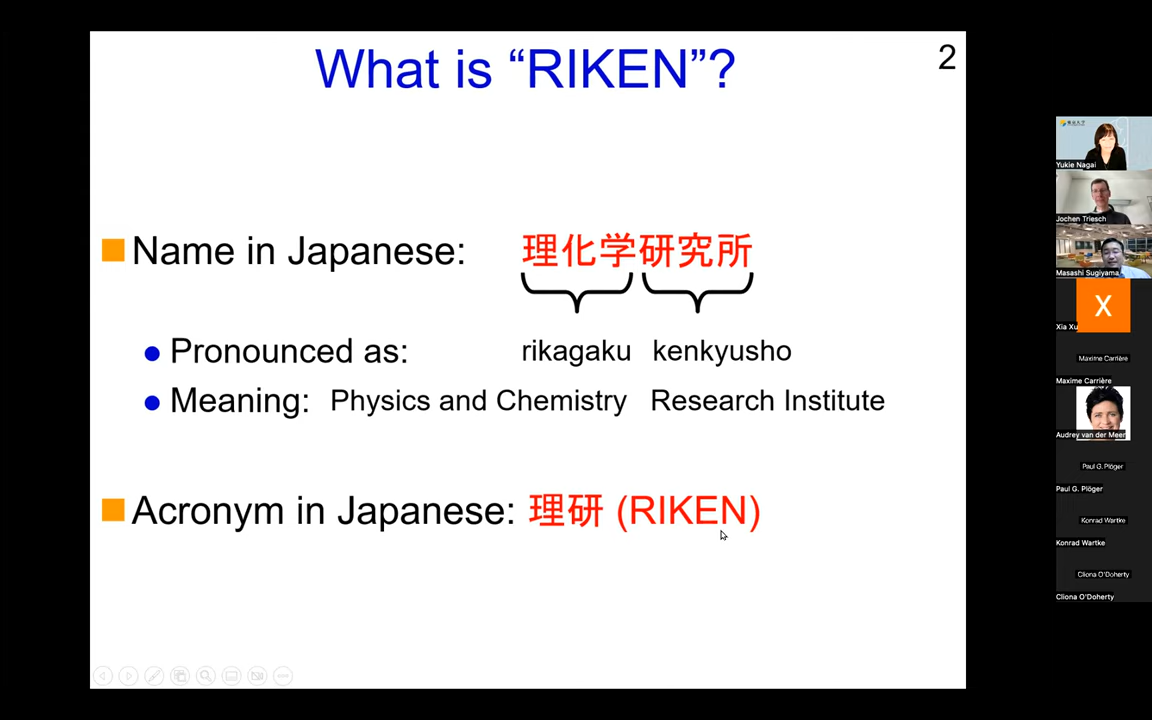 What is “RIKEN”?
2
Name in Japanese: 理化学研究所
Pronounced as: rikagaku kenkyusho
Meaning: Physics and Chemistry Research Institute
Acronym in Japanese: 理研 (RIKEN)
Yukie Nagai
Jochen Triesch
Masashi Sugiyama
X
Xia Xu
Maxime Carrière
Maxime Carrière
Audrey van der Meer
Paul G. Plöger
Paul G. Plöger
Konrad Wartke
Konrad Wartke
Cliona O'Doherty
Cliona O'Doherty